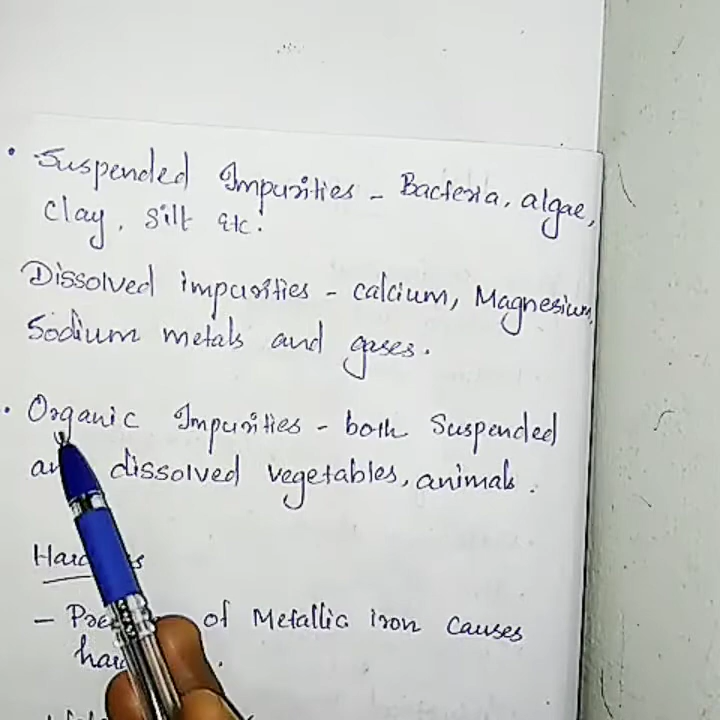 • Suspended Impurities - Bacteria, algae,
clay, silt etc.
Dissolved impurities - calcium, Magnesium,
Sodium metals and gases.
• Organic Impurities - both Suspended
dissolved vegetables, animals.
- of Metallic iron causes